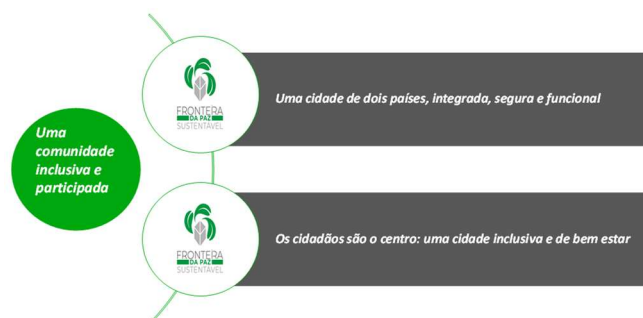 Uma
comunidade
inclusiva e
participada
FRONTERA
DA PAZ
SUSTENTÁVEL
Uma cidade de dois países, integrada, segura e funcional
FRONTERA
DA PAZ
SUSTENTÁVEL
Os cidadãos são o centro: uma cidade inclusiva e de bem estar